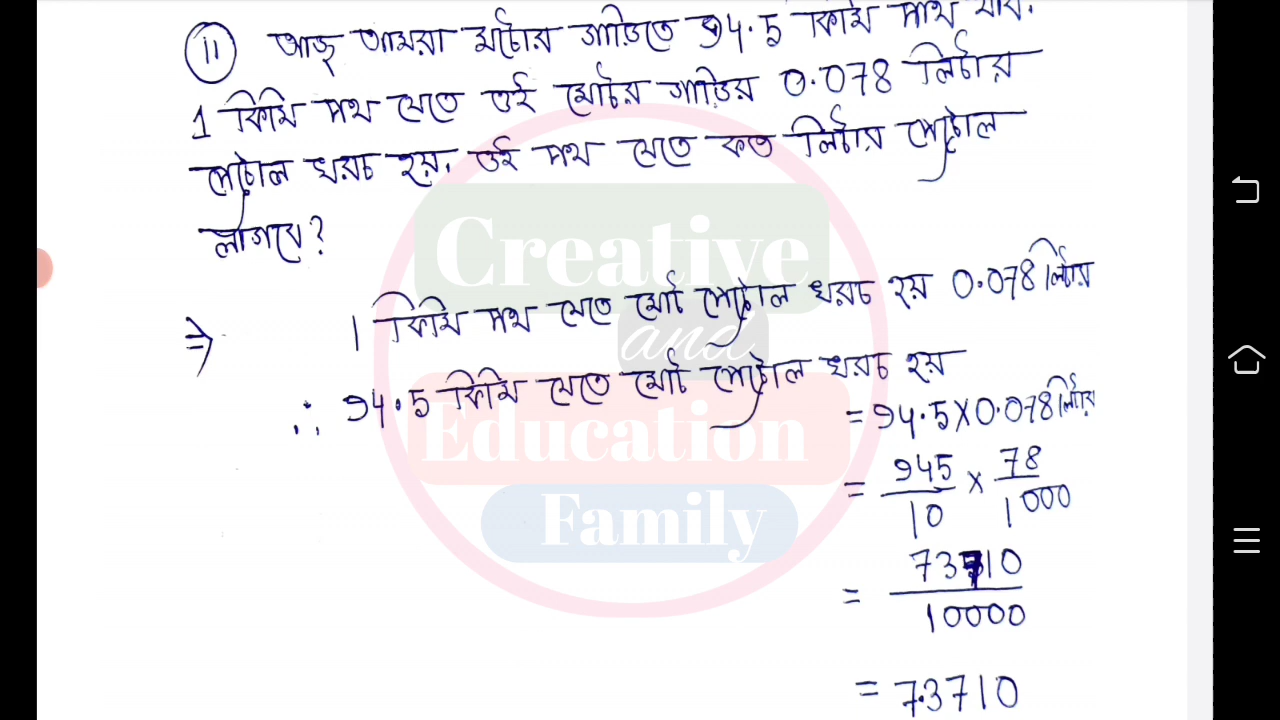 (ii) আজ আমরা মটোর গাড়িতে 94.5 কিমি পথ যাব।
1 কিমি পথ যেতে ওই মোটর গাড়ির 0.078 লিটার
পেট্রোল খরচ হয়। ওই পথ যেতে কত লিটার পেট্রোল
লাগবে?
⇒ 1 কিমি পথ যেতে মোট পেট্রোল খরচ হয় 0.078 লিটার
∴ 94.5 কিমি যেতে মোট পেট্রোল খরচ হয়
= 94.5 X 0.078 লিটার
= 945/10 × 78/1000
= 73710/10000
= 7.3710
Creative
and
Education
Family